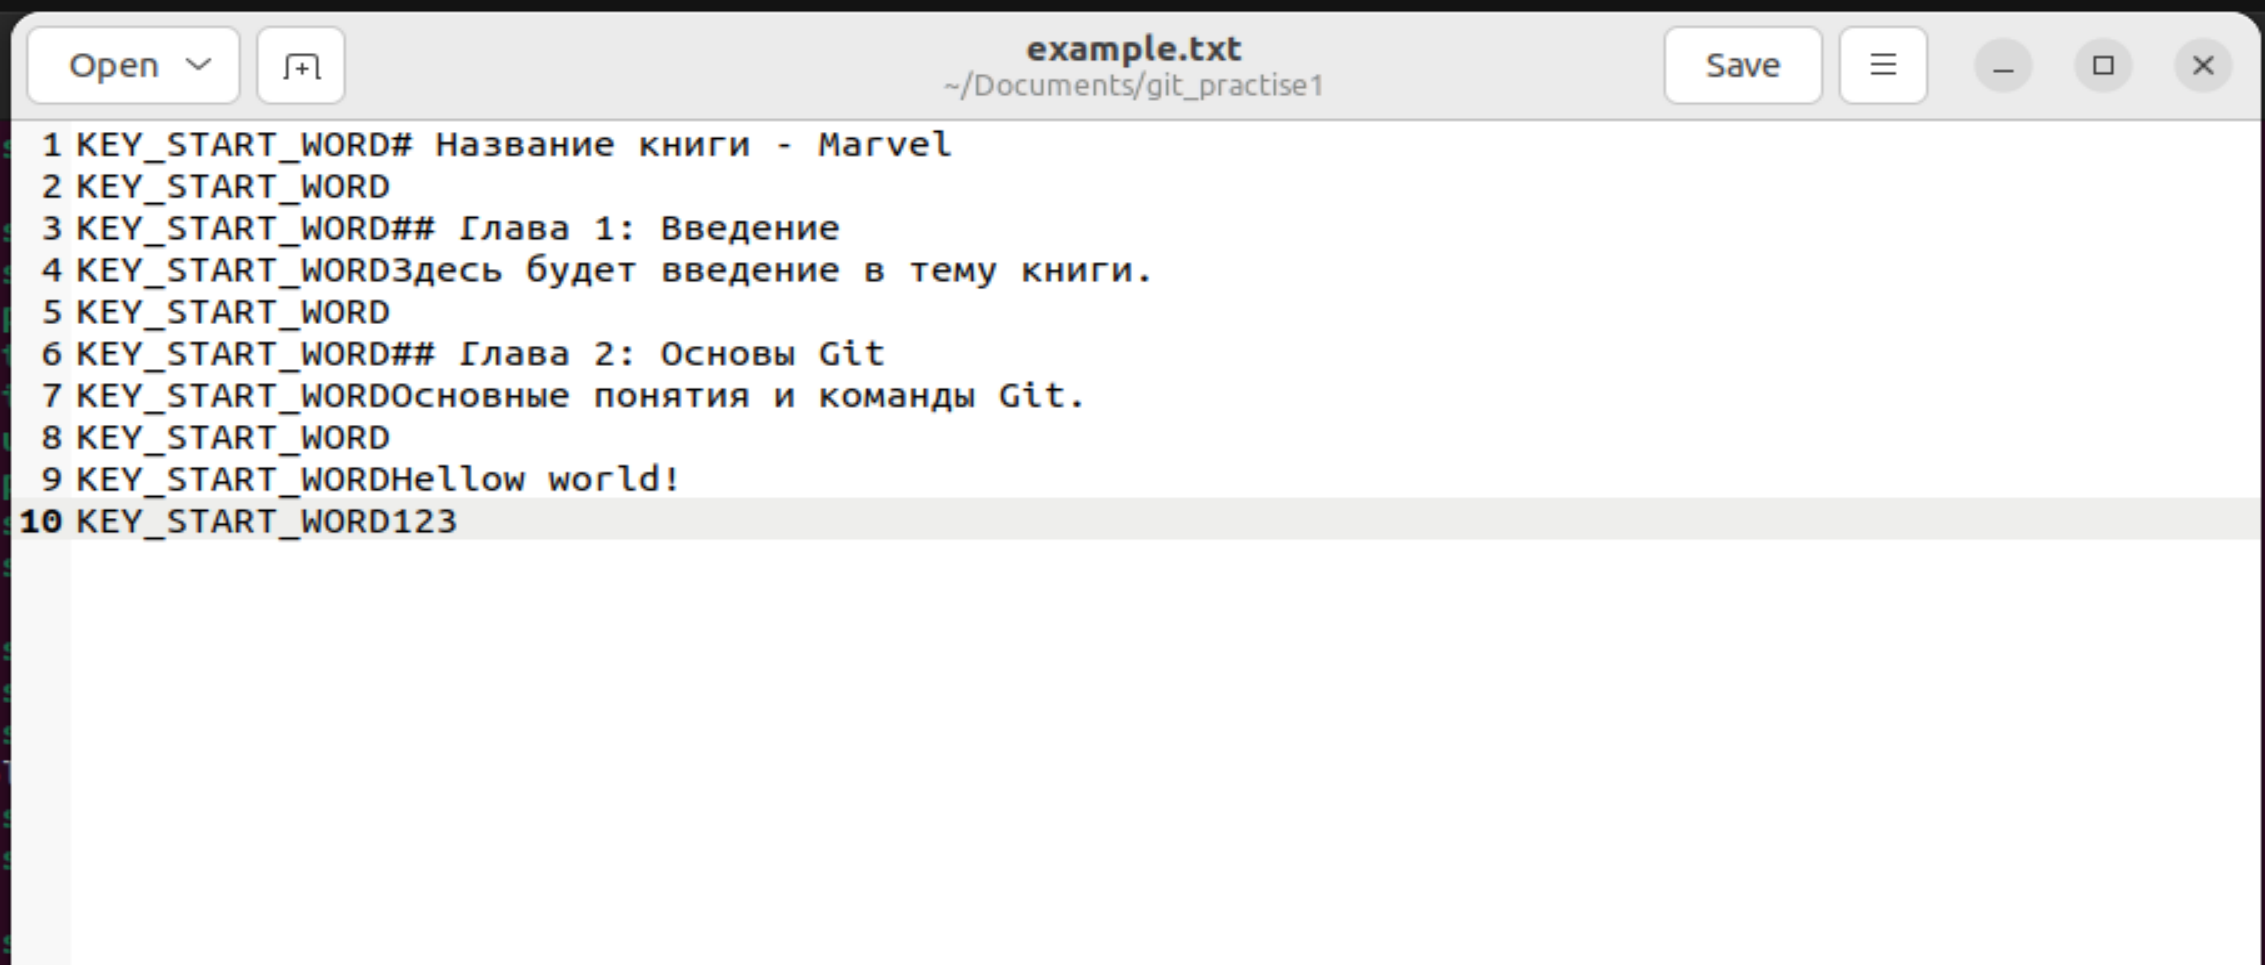 Open
example.txt
~/Documents/git_practise1
Save
1 KEY_START_WORD# Название книги - Marvel
2 KEY_START_WORD
3 KEY_START_WORD## Глава 1: Введение
4 KEY_START_WORDЗдесь будет введение в тему книги.
5 KEY_START_WORD
6 KEY_START_WORD## Глава 2: Основы Git
7 KEY_START_WORDОсновные понятия и команды Git.
8 KEY_START_WORD
9 KEY_START_WORDHellow world!
10 KEY_START_WORD123